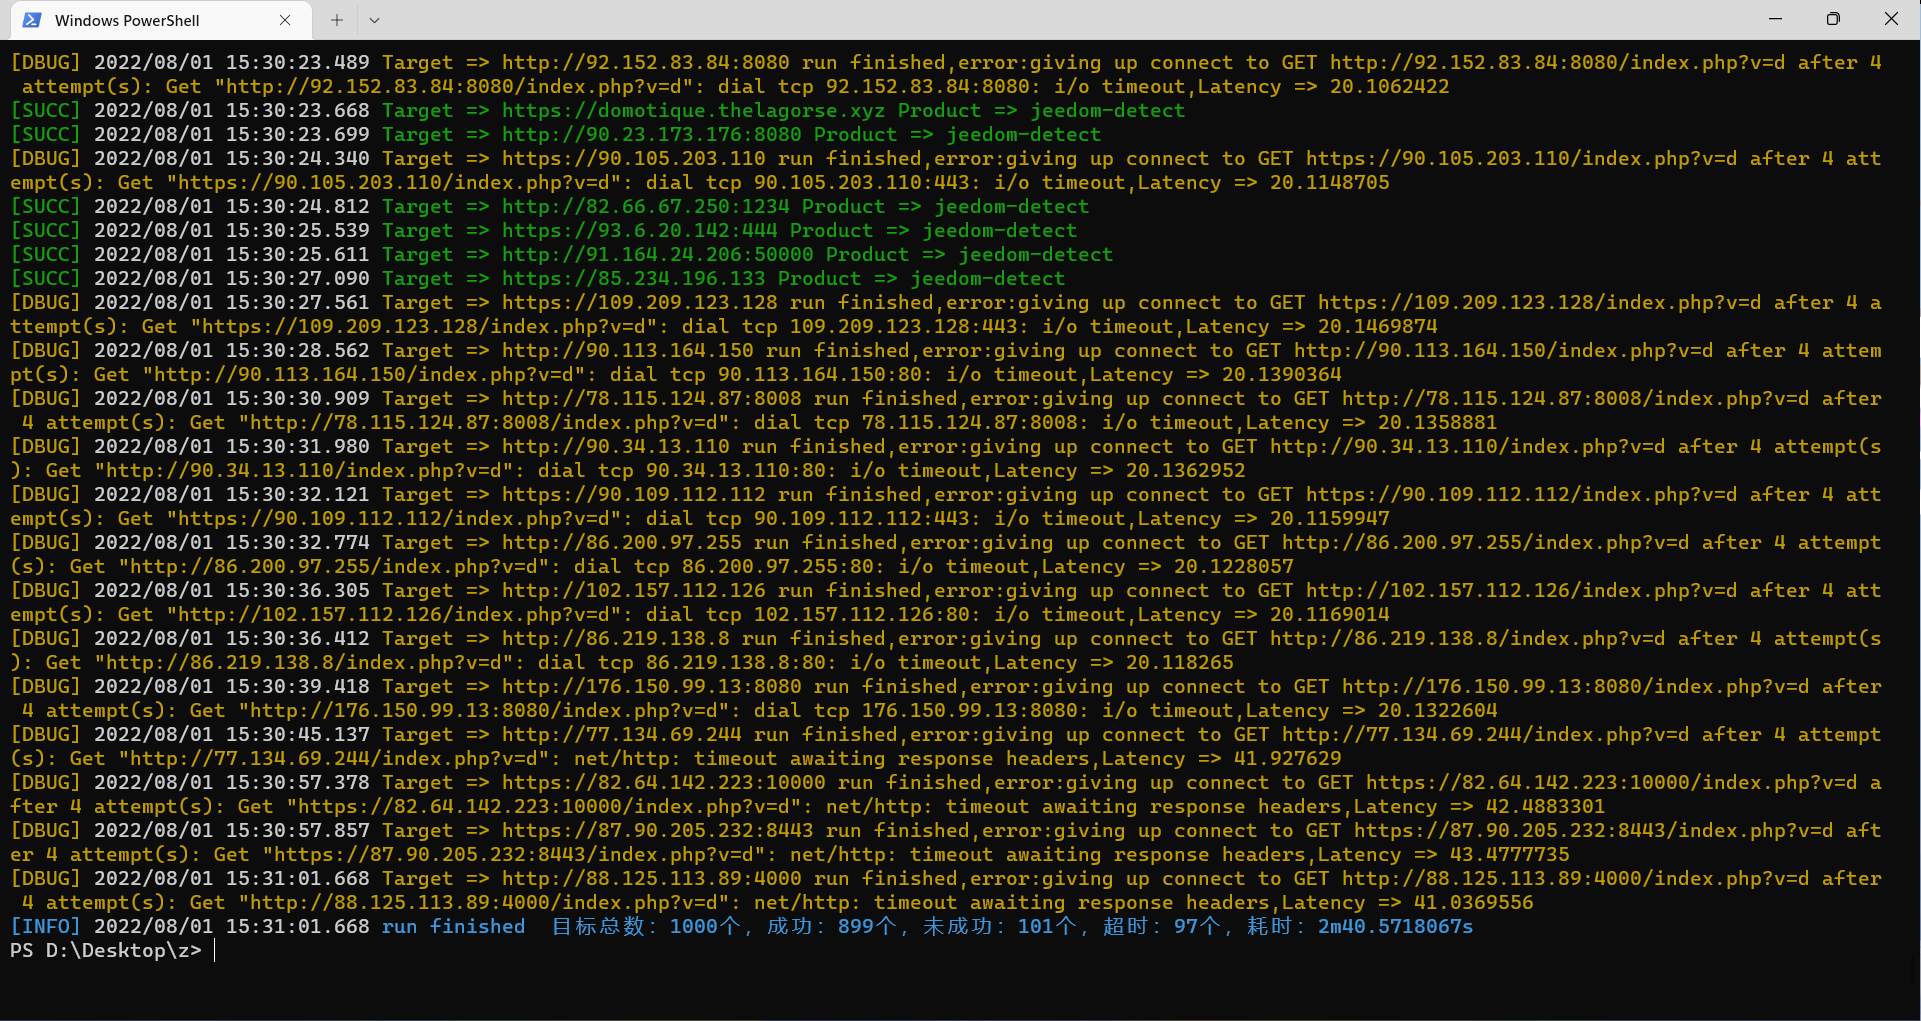 Windows PowerShell
[DBUG] 2022/08/01 15:30:23.489 Target => http://92.152.83.84:8080 run finished,error:giving up connect to GET http://92.152.83.84:8080/index.php?v=d after 4
 attempt(s): Get "http://92.152.83.84:8080/index.php?v=d": dial tcp 92.152.83.84:8080: i/o timeout,Latency => 20.1062422
[SUCC] 2022/08/01 15:30:23.668 Target => https://domotique.thelagorse.xyz Product => jeedom-detect
[SUCC] 2022/08/01 15:30:23.699 Target => http://90.23.173.176:8080 Product => jeedom-detect
[DBUG] 2022/08/01 15:30:24.340 Target => https://90.105.203.110 run finished,error:giving up connect to GET https://90.105.203.110/index.php?v=d after 4 att
empt(s): Get "https://90.105.203.110/index.php?v=d": dial tcp 90.105.203.110:443: i/o timeout,Latency => 20.1148705
[SUCC] 2022/08/01 15:30:24.812 Target => http://82.66.67.250:1234 Product => jeedom-detect
[SUCC] 2022/08/01 15:30:25.539 Target => https://93.6.20.142:444 Product => jeedom-detect
[SUCC] 2022/08/01 15:30:25.611 Target => http://91.164.24.206:50000 Product => jeedom-detect
[SUCC] 2022/08/01 15:30:27.090 Target => https://85.234.196.133 Product => jeedom-detect
[DBUG] 2022/08/01 15:30:27.561 Target => https://109.209.123.128 run finished,error:giving up connect to GET https://109.209.123.128/index.php?v=d after 4 a
ttempt(s): Get "https://109.209.123.128/index.php?v=d": dial tcp 109.209.123.128:443: i/o timeout,Latency => 20.1469874
[DBUG] 2022/08/01 15:30:28.562 Target => http://90.113.164.150 run finished,error:giving up connect to GET http://90.113.164.150/index.php?v=d after 4 attem
pt(s): Get "http://90.113.164.150/index.php?v=d": dial tcp 90.113.164.150:80: i/o timeout,Latency => 20.1390364
[DBUG] 2022/08/01 15:30:30.909 Target => http://78.115.124.87:8008 run finished,error:giving up connect to GET http://78.115.124.87:8008/index.php?v=d after
 4 attempt(s): Get "http://78.115.124.87:8008/index.php?v=d": dial tcp 78.115.124.87:8008: i/o timeout,Latency => 20.1358881
[DBUG] 2022/08/01 15:30:31.980 Target => http://90.34.13.110 run finished,error:giving up connect to GET http://90.34.13.110/index.php?v=d after 4 attempt(s
): Get "http://90.34.13.110/index.php?v=d": dial tcp 90.34.13.110:80: i/o timeout,Latency => 20.1362952
[DBUG] 2022/08/01 15:30:32.121 Target => https://90.109.112.112 run finished,error:giving up connect to GET https://90.109.112.112/index.php?v=d after 4 att
empt(s): Get "https://90.109.112.112/index.php?v=d": dial tcp 90.109.112.112:443: i/o timeout,Latency => 20.1159947
[DBUG] 2022/08/01 15:30:32.774 Target => http://86.200.97.255 run finished,error:giving up connect to GET http://86.200.97.255/index.php?v=d after 4 attempt
(s): Get "http://86.200.97.255/index.php?v=d": dial tcp 86.200.97.255:80: i/o timeout,Latency => 20.1228057
[DBUG] 2022/08/01 15:30:36.305 Target => http://102.157.112.126 run finished,error:giving up connect to GET http://102.157.112.126/index.php?v=d after 4 att
empt(s): Get "http://102.157.112.126/index.php?v=d": dial tcp 102.157.112.126:80: i/o timeout,Latency => 20.1169014
[DBUG] 2022/08/01 15:30:36.412 Target => http://86.219.138.8 run finished,error:giving up connect to GET http://86.219.138.8/index.php?v=d after 4 attempt(s
): Get "http://86.219.138.8/index.php?v=d": dial tcp 86.219.138.8:80: i/o timeout,Latency => 20.118265
[DBUG] 2022/08/01 15:30:39.418 Target => http://176.150.99.13:8080 run finished,error:giving up connect to GET http://176.150.99.13:8080/index.php?v=d after
 4 attempt(s): Get "http://176.150.99.13:8080/index.php?v=d": dial tcp 176.150.99.13:8080: i/o timeout,Latency => 20.1322604
[DBUG] 2022/08/01 15:30:45.137 Target => http://77.134.69.244 run finished,error:giving up connect to GET http://77.134.69.244/index.php?v=d after 4 attempt
(s): Get "http://77.134.69.244/index.php?v=d": net/http: timeout awaiting response headers,Latency => 41.927629
[DBUG] 2022/08/01 15:30:57.378 Target => https://82.64.142.223:10000 run finished,error:giving up connect to GET https://82.64.142.223:10000/index.php?v=d a
fter 4 attempt(s): Get "https://82.64.142.223:10000/index.php?v=d": net/http: timeout awaiting response headers,Latency => 42.4883301
[DBUG] 2022/08/01 15:30:57.857 Target => https://87.90.205.232:8443 run finished,error:giving up connect to GET https://87.90.205.232:8443/index.php?v=d aft
er 4 attempt(s): Get "https://87.90.205.232:8443/index.php?v=d": net/http: timeout awaiting response headers,Latency => 43.4777735
[DBUG] 2022/08/01 15:31:01.668 Target => http://88.125.113.89:4000 run finished,error:giving up connect to GET http://88.125.113.89:4000/index.php?v=d after
 4 attempt(s): Get "http://88.125.113.89:4000/index.php?v=d": net/http: timeout awaiting response headers,Latency => 41.0369556
[INFO] 2022/08/01 15:31:01.668 run finished  目标总数: 1000个, 成功: 899个, 未成功: 101个, 超时: 97个, 耗时: 2m40.5718067s
PS D:\Desktop\z>